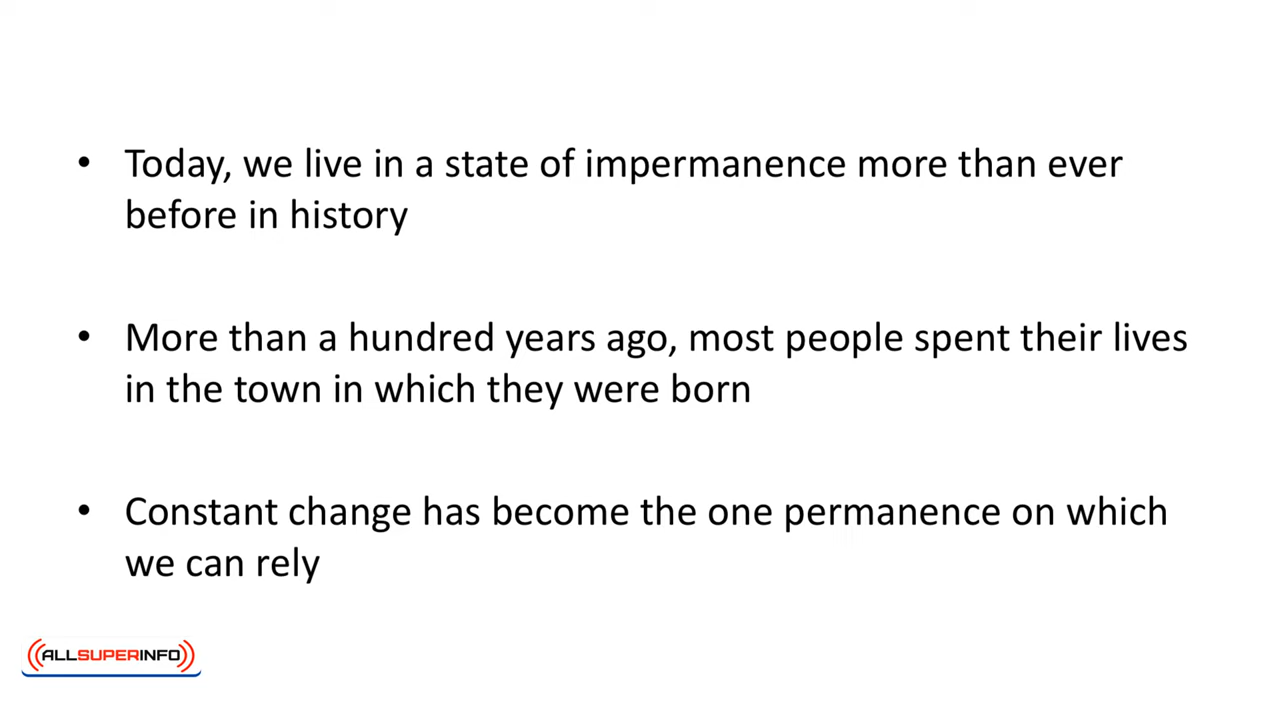 • Today, we live in a state of impermanence more than ever
before in history
• More than a hundred years ago, most people spent their lives
in the town in which they were born
• Constant change has become the one permanence on which
we can rely
ALLSUPERINFO